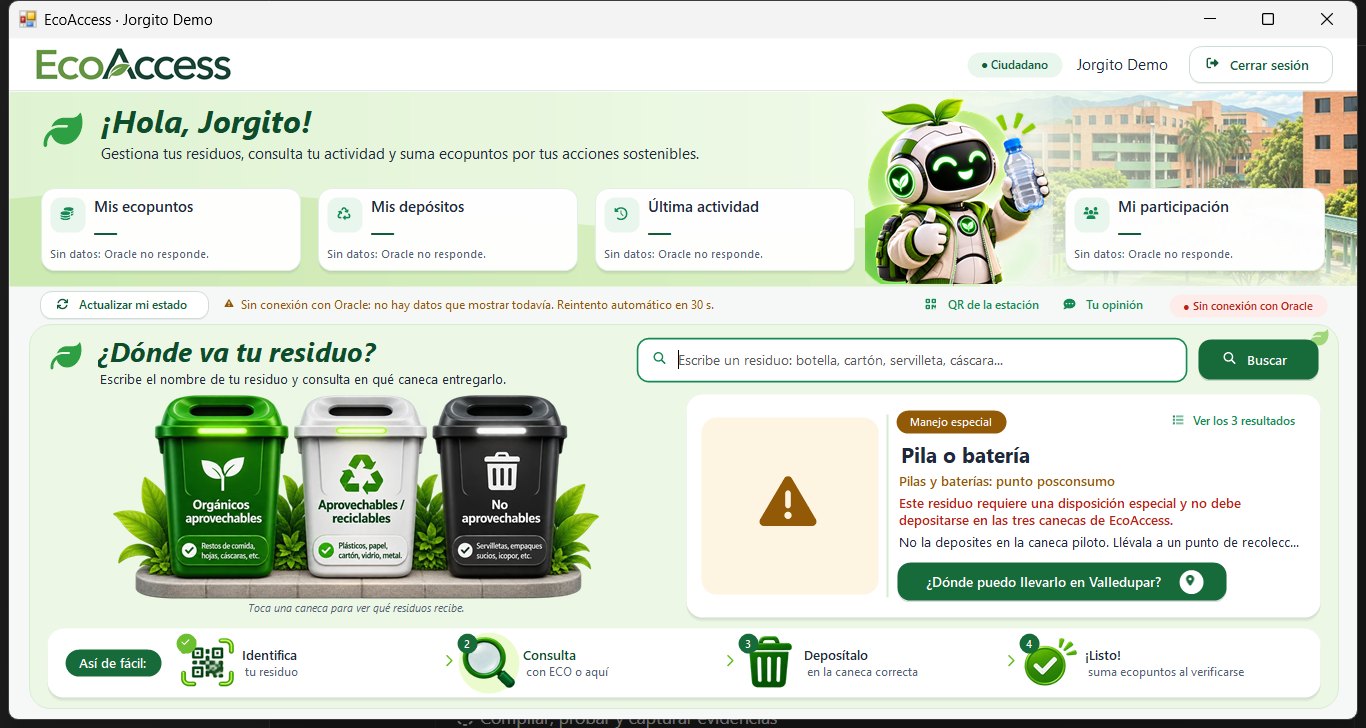 EcoAccess · Jorgito Demo
EcoAccess
• Ciudadano
Jorgito Demo
Cerrar sesión
¡Hola, Jorgito!
Gestiona tus residuos, consulta tu actividad y suma ecopuntos por tus acciones sostenibles.
Mis ecopuntos
Sin datos: Oracle no responde.
Mis depósitos
Sin datos: Oracle no responde.
Última actividad
Sin datos: Oracle no responde.
Mi participación
Sin datos: Oracle no responde.
Actualizar mi estado
Sin conexión con Oracle: no hay datos que mostrar todavía. Reintento automático en 30 s.
QR de la estación
Tu opinión
• Sin conexión con Oracle
¿Dónde va tu residuo?
Escribe el nombre de tu residuo y consulta en qué caneca entregarlo.
Escribe un residuo: botella, cartón, servilleta, cáscara...
Buscar
Orgánicos
aprovechables
Restos de comida,
hojas, cáscaras, etc.
Aprovechables /
reciclables
Plásticos, papel,
cartón, vidrio, metal.
No
aprovechables
Servilletas, empaques
sucios, icopor, etc.
Toca una caneca para ver qué residuos recibe.
Manejo especial
Ver los 3 resultados
Pila o batería
Pilas y baterías: punto posconsumo
Este residuo requiere una disposición especial y no debe
depositarse en las tres canecas de EcoAccess.
No la deposites en la caneca piloto. Llévala a un punto de recolecc...
¿Dónde puedo llevarlo en Valledupar?
Así de fácil:
Identifica
tu residuo
2
Consulta
con ECO o aquí
3
Deposítalo
en la caneca correcta
4
¡Listo!
suma ecopuntos al verificarse
Compilar, probar y capturar evidencias